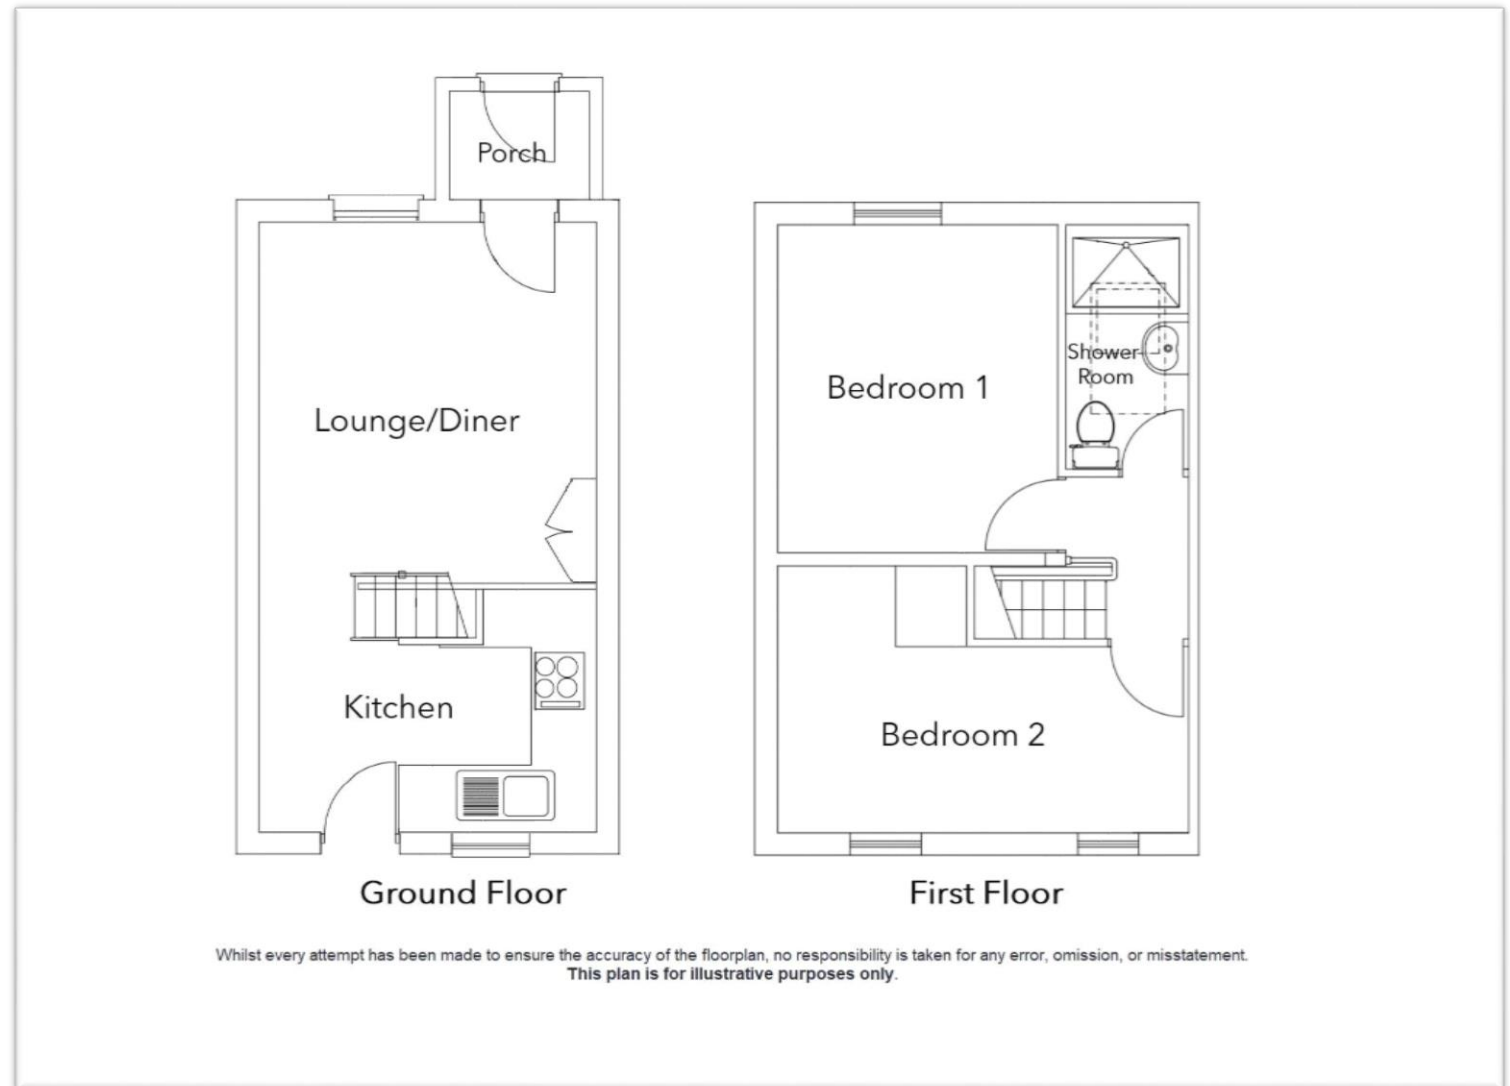 Porch
Lounge/Diner
Kitchen
Ground Floor
Bedroom 1
Shower
Room
Bedroom 2
First Floor
Whilst every attempt has been made to ensure the accuracy of the floorplan, no responsibility is taken for any error, omission, or misstatement.
This plan is for illustrative purposes only.